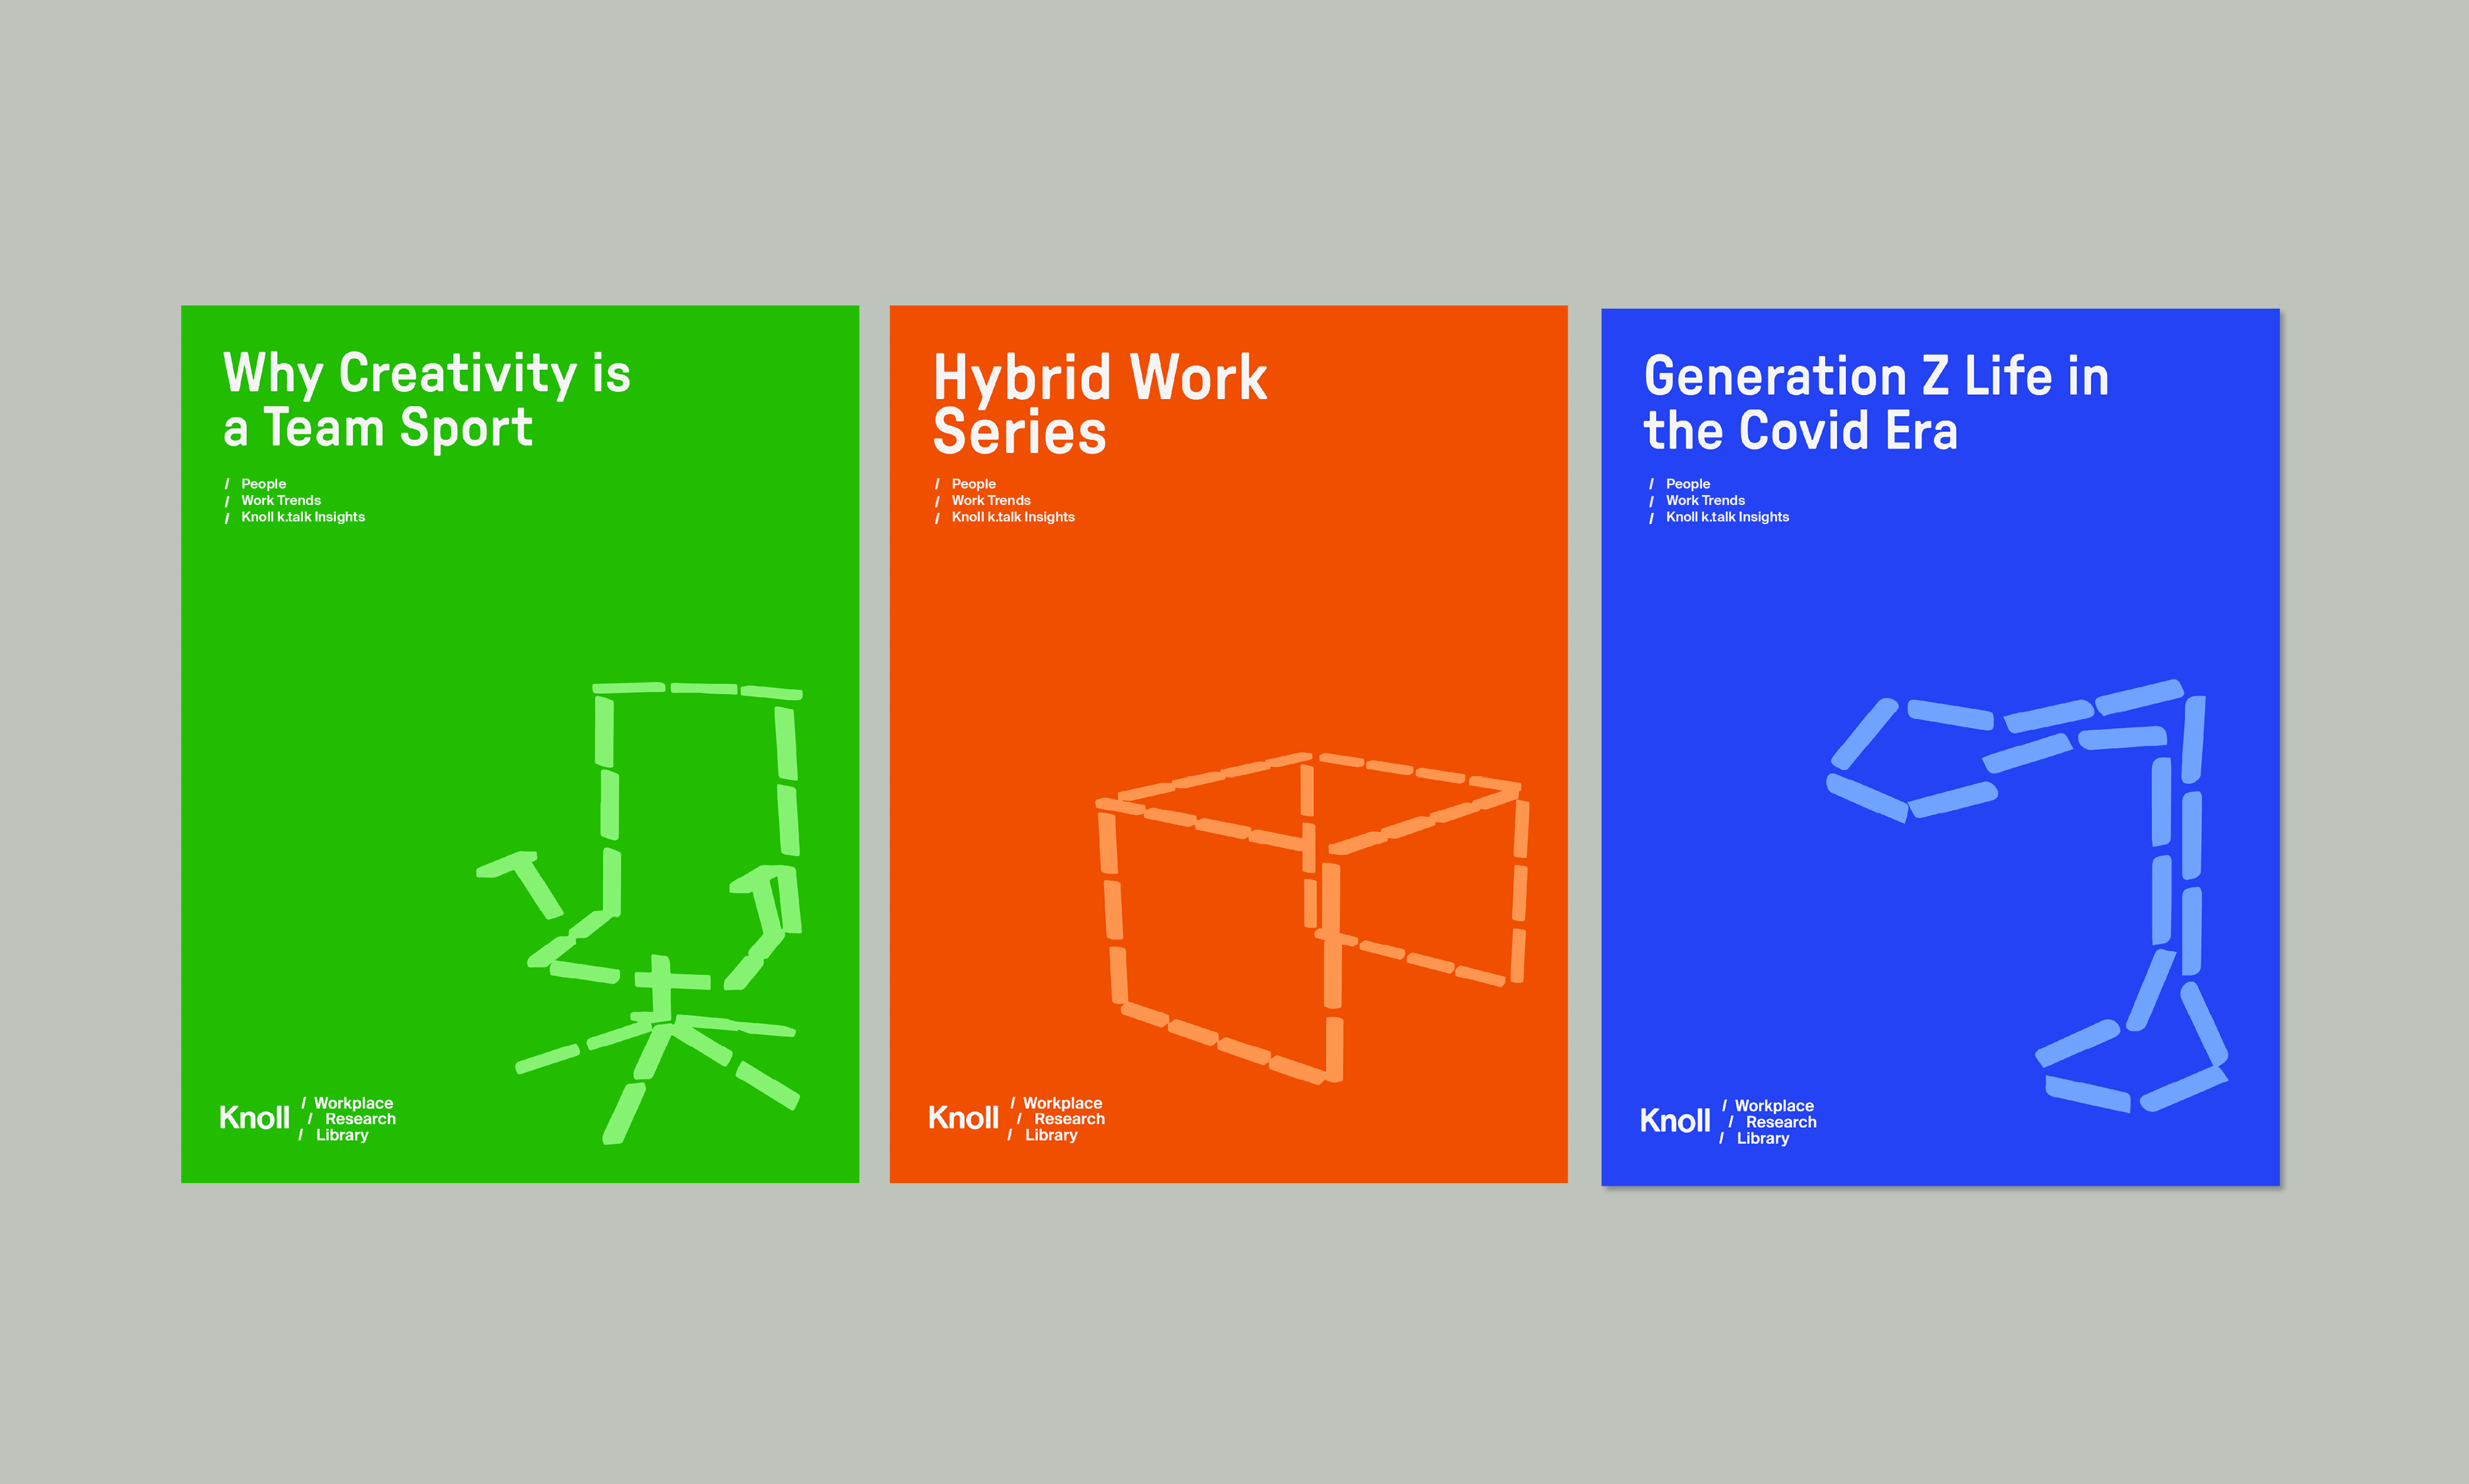 Why Creativity is
a Team Sport
/ People
/ Work Trends
/ Knoll k.talk Insights
Knoll
/ Workplace
/ Research
/ Library
Hybrid Work
Series
/ People
/ Work Trends
/ Knoll k.talk Insights
Knoll
/ Workplace
/ Research
/ Library
Generation Z Life in
the Covid Era
/ People
/ Work Trends
/ Knoll k.talk Insights
Knoll
/ Workplace
/ Research
/ Library